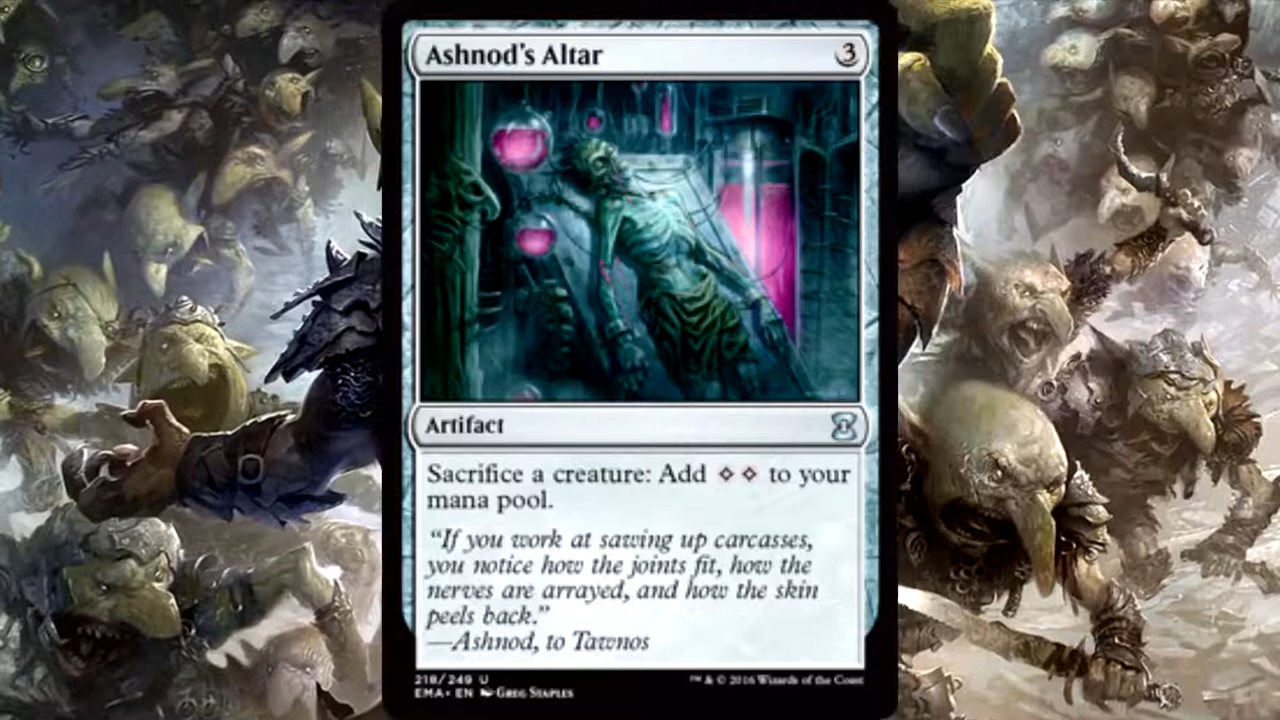 Ashnod's Altar 3
Artifact
Sacrifice a creature: Add ◇◇ to your
mana pool.
"If you work at sawing up carcasses,
you notice how the joints fit, how the
nerves are arrayed, and how the skin
peels back."
—Ashnod, to Tawnos
218/249 U
EMA • EN Greg Staples
™ & © 2016 Wizards of the Coast